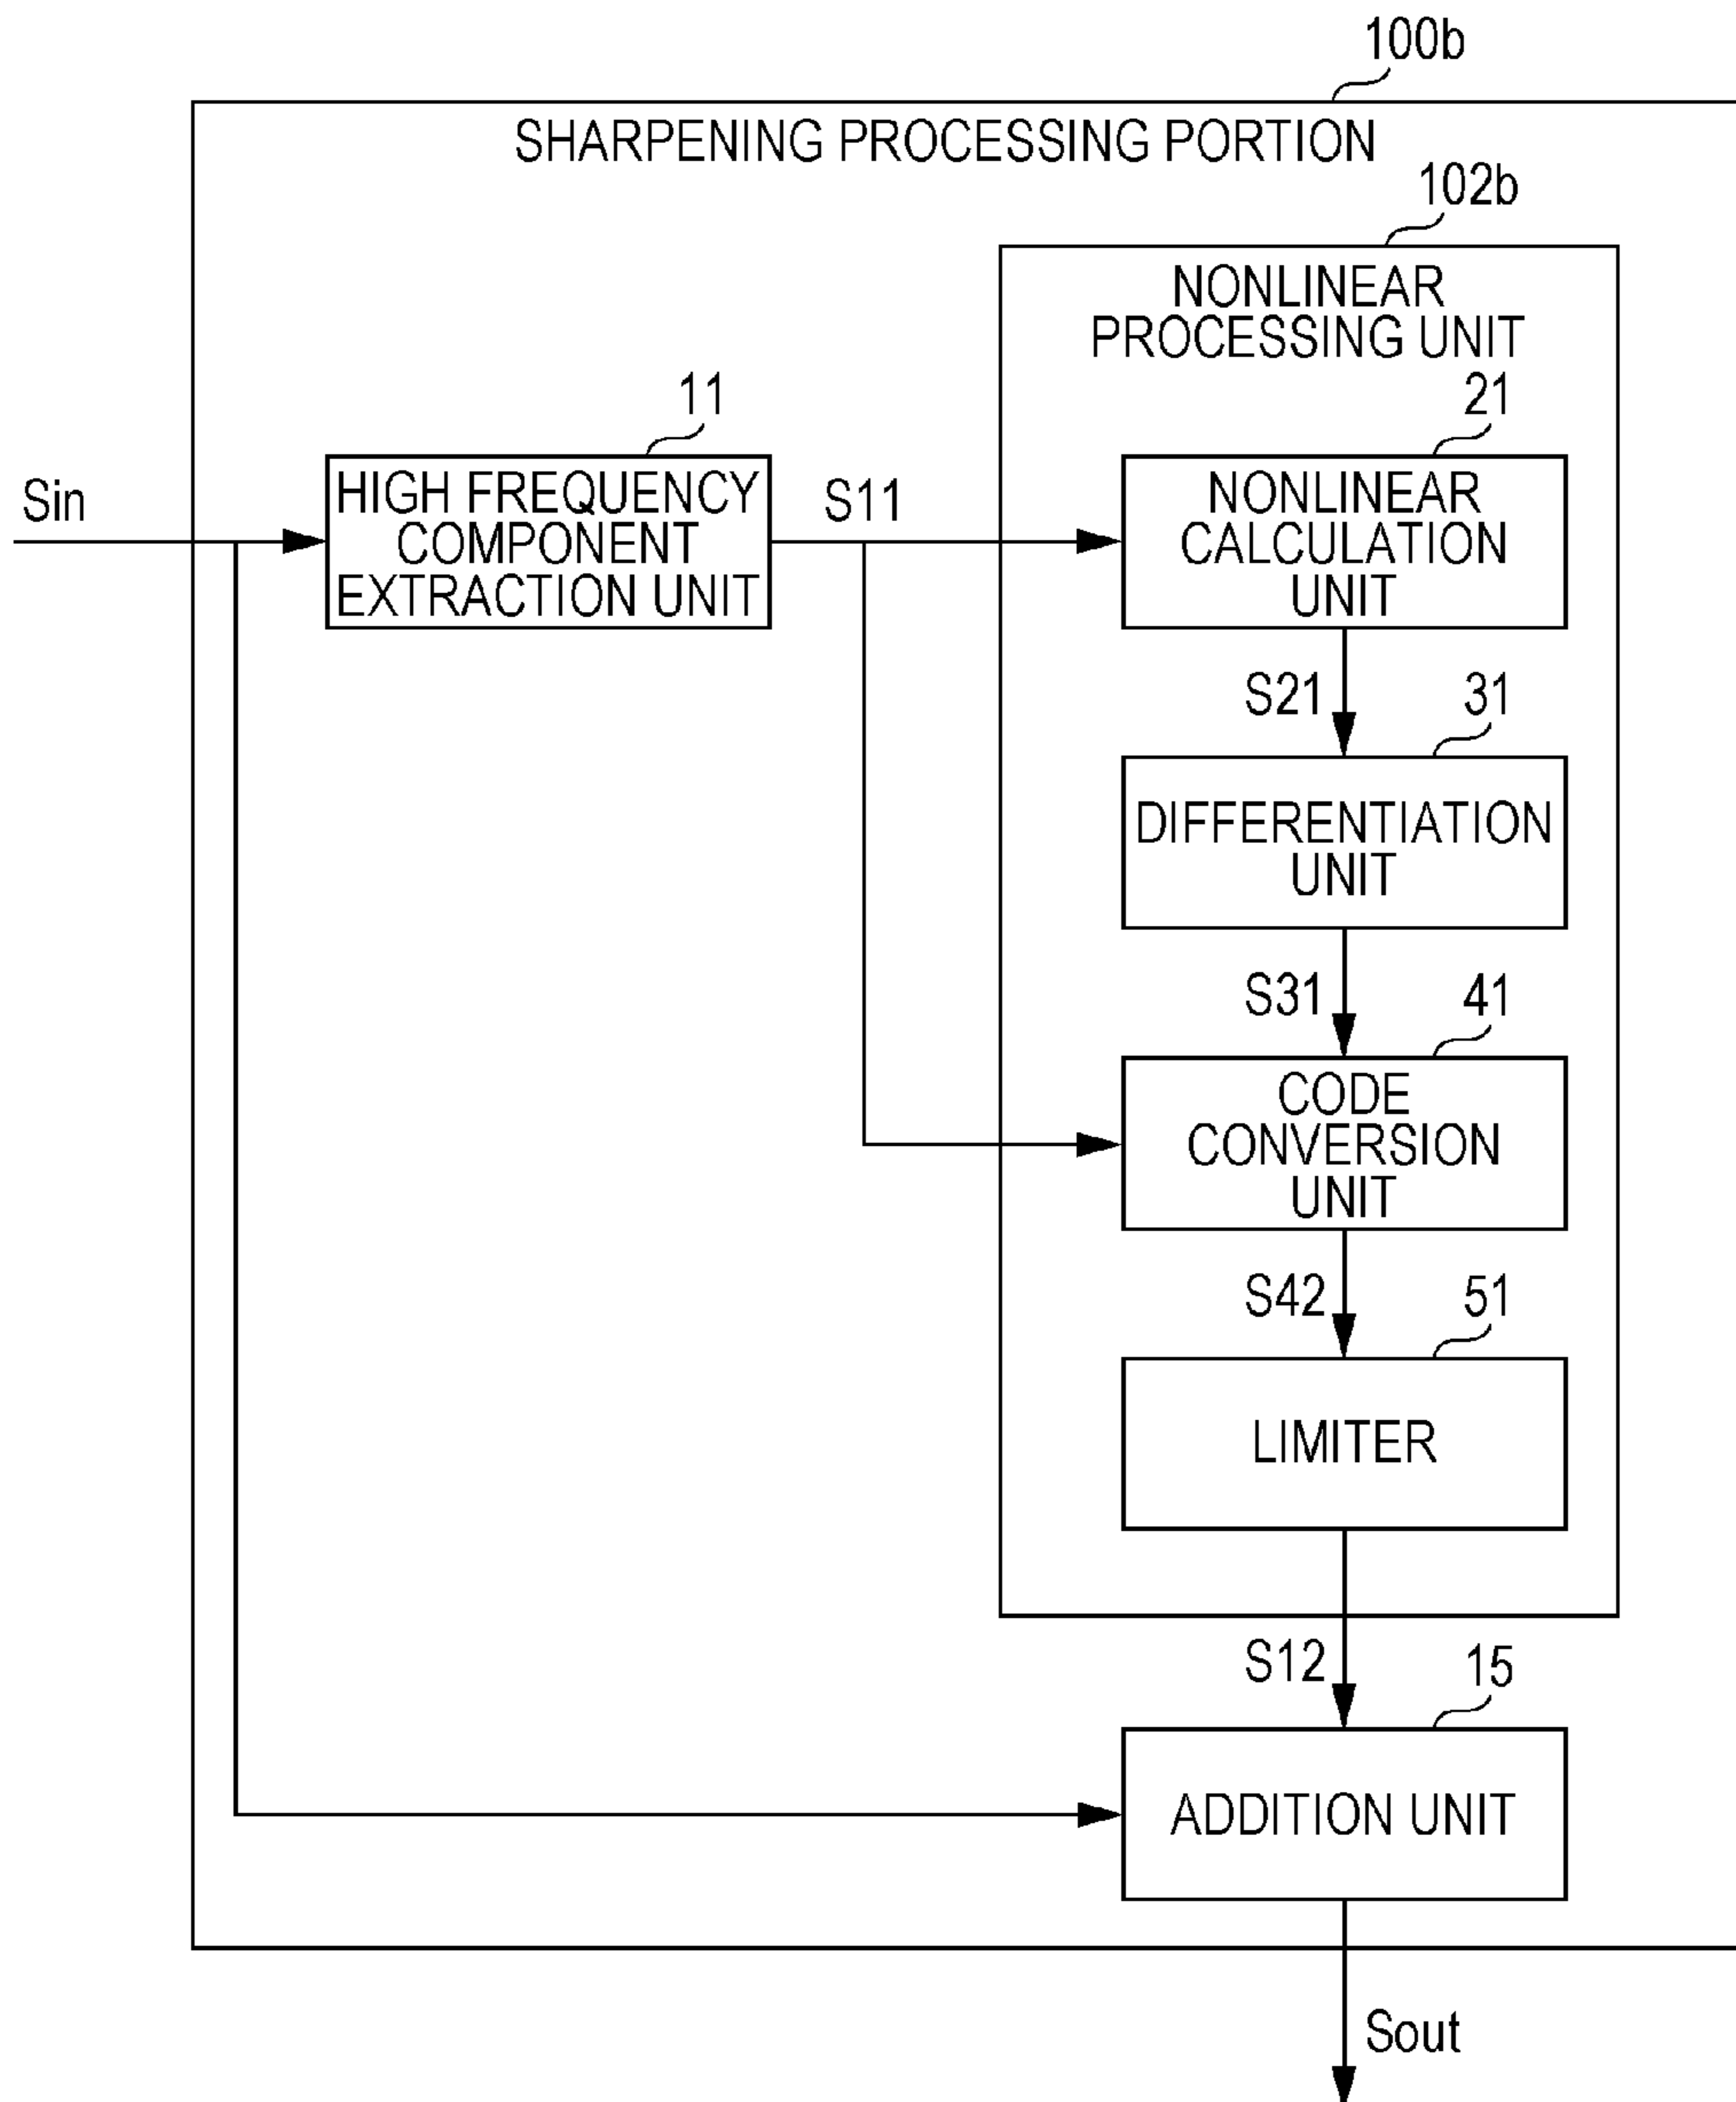 100b
SHARPENING PROCESSING PORTION
102b
NONLINEAR
PROCESSING UNIT
11
21
Sin
HIGH FREQUENCY
COMPONENT
EXTRACTION UNIT
S11
NONLINEAR
CALCULATION
UNIT
S21
31
DIFFERENTIATION
UNIT
S31
41
CODE
CONVERSION
UNIT
S42
51
LIMITER
S12
15
ADDITION UNIT
Sout